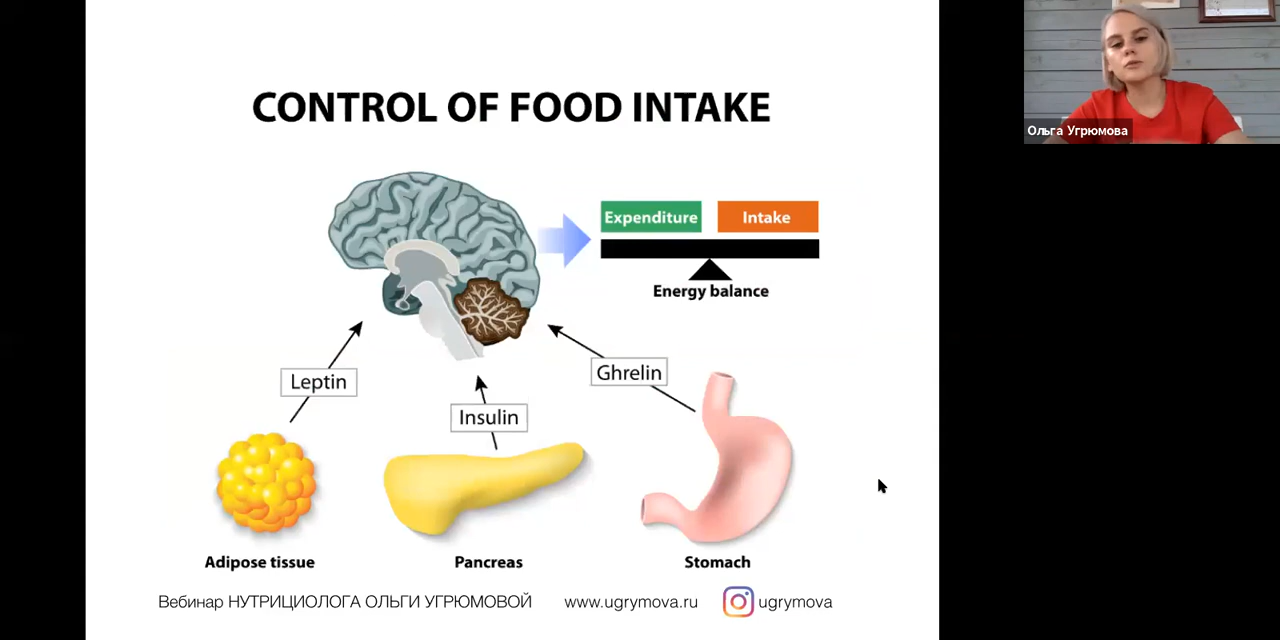 CONTROL OF FOOD INTAKE
Ольга Угрюмова
Expenditure
Intake
Energy balance
Leptin
Insulin
Ghrelin
Adipose tissue
Pancreas
Stomach
Вебинар НУТРИЦИОЛОГА ОЛЬГИ УГРЮМОВОЙ
www.ugrymova.ru
ugrymova